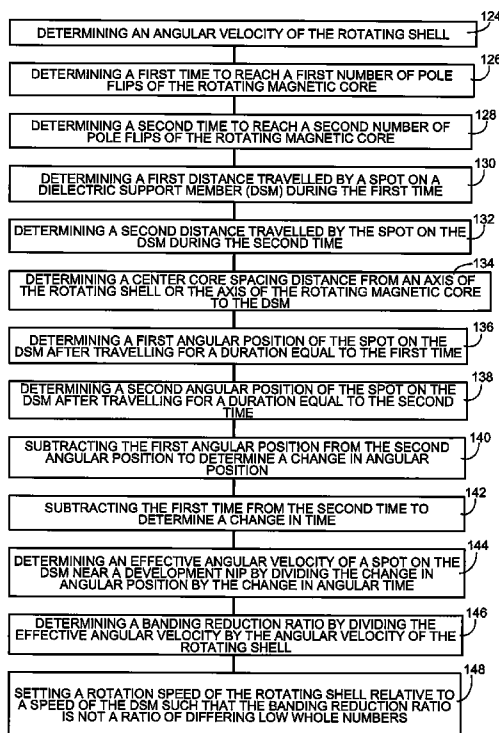 124
DETERMINING AN ANGULAR VELOCITY OF THE ROTATING SHELL
126
DETERMINING A FIRST TIME TO REACH A FIRST NUMBER OF POLE
FLIPS OF THE ROTATING MAGNETIC CORE
128
DETERMINING A SECOND TIME TO REACH A SECOND NUMBER OF
POLE FLIPS OF THE ROTATING MAGNETIC CORE
130
DETERMINING A FIRST DISTANCE TRAVELLED BY A SPOT ON A
DIELECTRIC SUPPORT MEMBER (DSM) DURING THE FIRST TIME
132
DETERMINING A SECOND DISTANCE TRAVELLED BY THE SPOT ON THE
DSM DURING THE SECOND TIME
134
DETERMINING A CENTER CORE SPACING DISTANCE FROM AN AXIS OF
THE ROTATING SHELL OR THE AXIS OF THE ROTATING MAGNETIC CORE
TO THE DSM
136
DETERMINING A FIRST ANGULAR POSITION OF THE SPOT ON THE
DSM AFTER TRAVELLING FOR A DURATION EQUAL TO THE FIRST TIME
138
DETERMINING A SECOND ANGULAR POSITION OF THE SPOT ON THE
DSM AFTER TRAVELLING FOR A DURATION EQUAL TO THE SECOND
TIME
140
SUBTRACTING THE FIRST ANGULAR POSITION FROM THE SECOND
ANGULAR POSITION TO DETERMINE A CHANGE IN ANGULAR
POSITION
142
SUBTRACTING THE FIRST TIME FROM THE SECOND TIME TO
DETERMINE A CHANGE IN TIME
144
DETERMINING AN EFFECTIVE ANGULAR VELOCITY OF A SPOT ON THE
DSM NEAR A DEVELOPMENT NIP BY DIVIDING THE CHANGE IN
ANGULAR POSITION BY THE CHANGE IN ANGULAR TIME
146
DETERMINING A BANDING REDUCTION RATIO BY DIVIDING THE
EFFECTIVE ANGULAR VELOCITY BY THE ANGULAR VELOCITY OF THE
ROTATING SHELL
148
SETTING A ROTATION SPEED OF THE ROTATING SHELL RELATIVE TO
A SPEED OF THE DSM SUCH THAT THE BANDING REDUCTION RATIO
IS NOT A RATIO OF DIFFERING LOW WHOLE NUMBERS